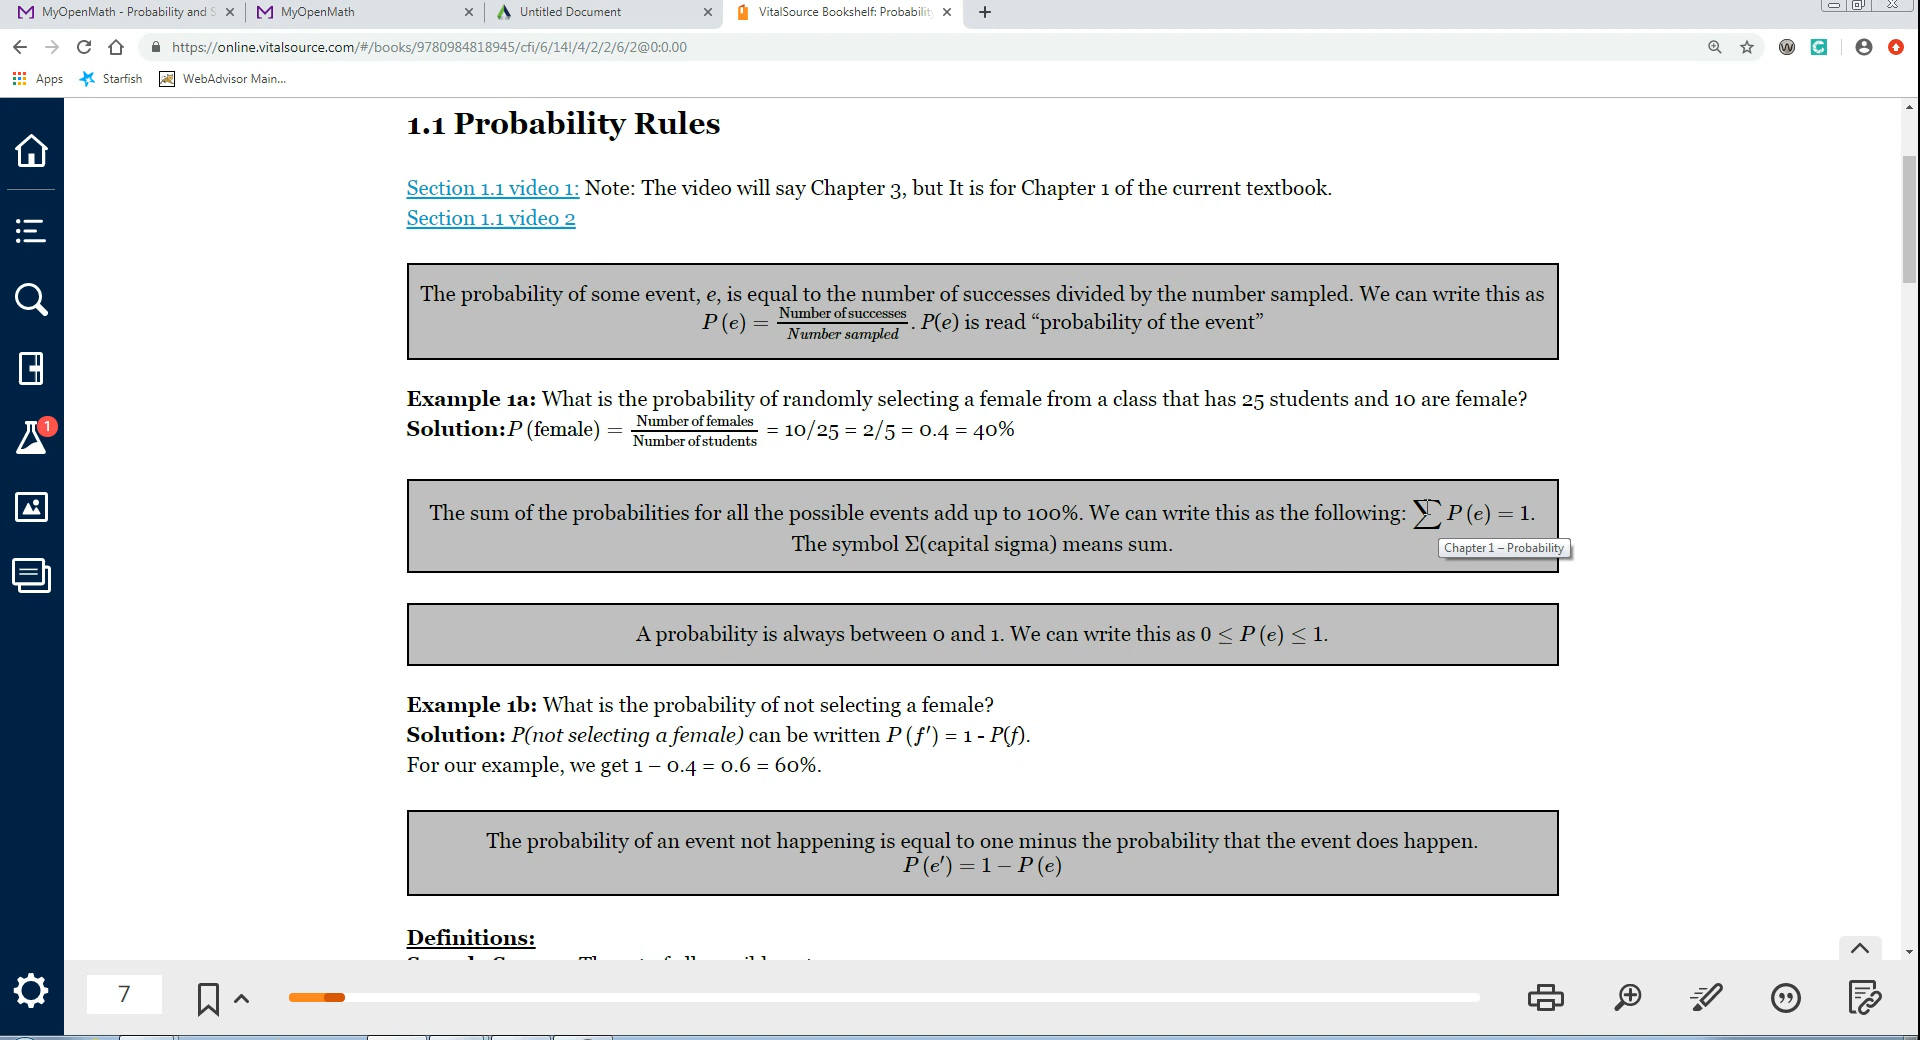 MyOpenMath - Probability and S
MyOpenMath
Untitled Document
VitalSource Bookshelf: Probability
https://online.vitalsource.com/#/books/9780984818945/cfi/6/14!/4/2/2/6/2@0:0.00
Apps
Starfish
WebAdvisor Main...
1.1 Probability Rules
Section 1.1 video 1: Note: The video will say Chapter 3, but It is for Chapter 1 of the current textbook.
Section 1.1 video 2
The probability of some event, e, is equal to the number of successes divided by the number sampled. We can write this as
P (e) = Number of successes / Number sampled . P(e) is read “probability of the event”
Example 1a: What is the probability of randomly selecting a female from a class that has 25 students and 10 are female?
Solution:P (female) = Number of females / Number of students = 10/25 = 2/5 = 0.4 = 40%
The sum of the probabilities for all the possible events add up to 100%. We can write this as the following: ∑ P (e) = 1.
The symbol Σ(capital sigma) means sum.
Chapter 1 – Probability
A probability is always between 0 and 1. We can write this as 0 ≤ P (e) ≤ 1.
Example 1b: What is the probability of not selecting a female?
Solution: P(not selecting a female) can be written P (f′) = 1 - P(f).
For our example, we get 1 – 0.4 = 0.6 = 60%.
The probability of an event not happening is equal to one minus the probability that the event does happen.
P (e′) = 1 − P (e)
Definitions:
1
7